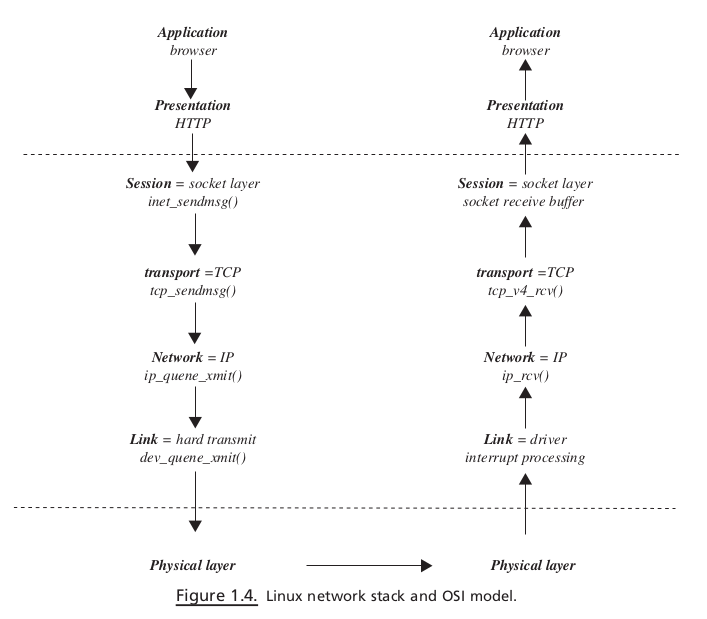 Application
browser
Application
browser
Presentation
HTTP
Presentation
HTTP
Session = socket layer
inet_sendmsg()
Session = socket layer
socket receive buffer
transport =TCP
tcp_sendmsg()
transport =TCP
tcp_v4_rcv()
Network = IP
ip_quene_xmit()
Network = IP
ip_rcv()
Link = hard transmit
dev_quene_xmit()
Link = driver
interrupt processing
Physical layer
Physical layer
Figure 1.4. Linux network stack and OSI model.